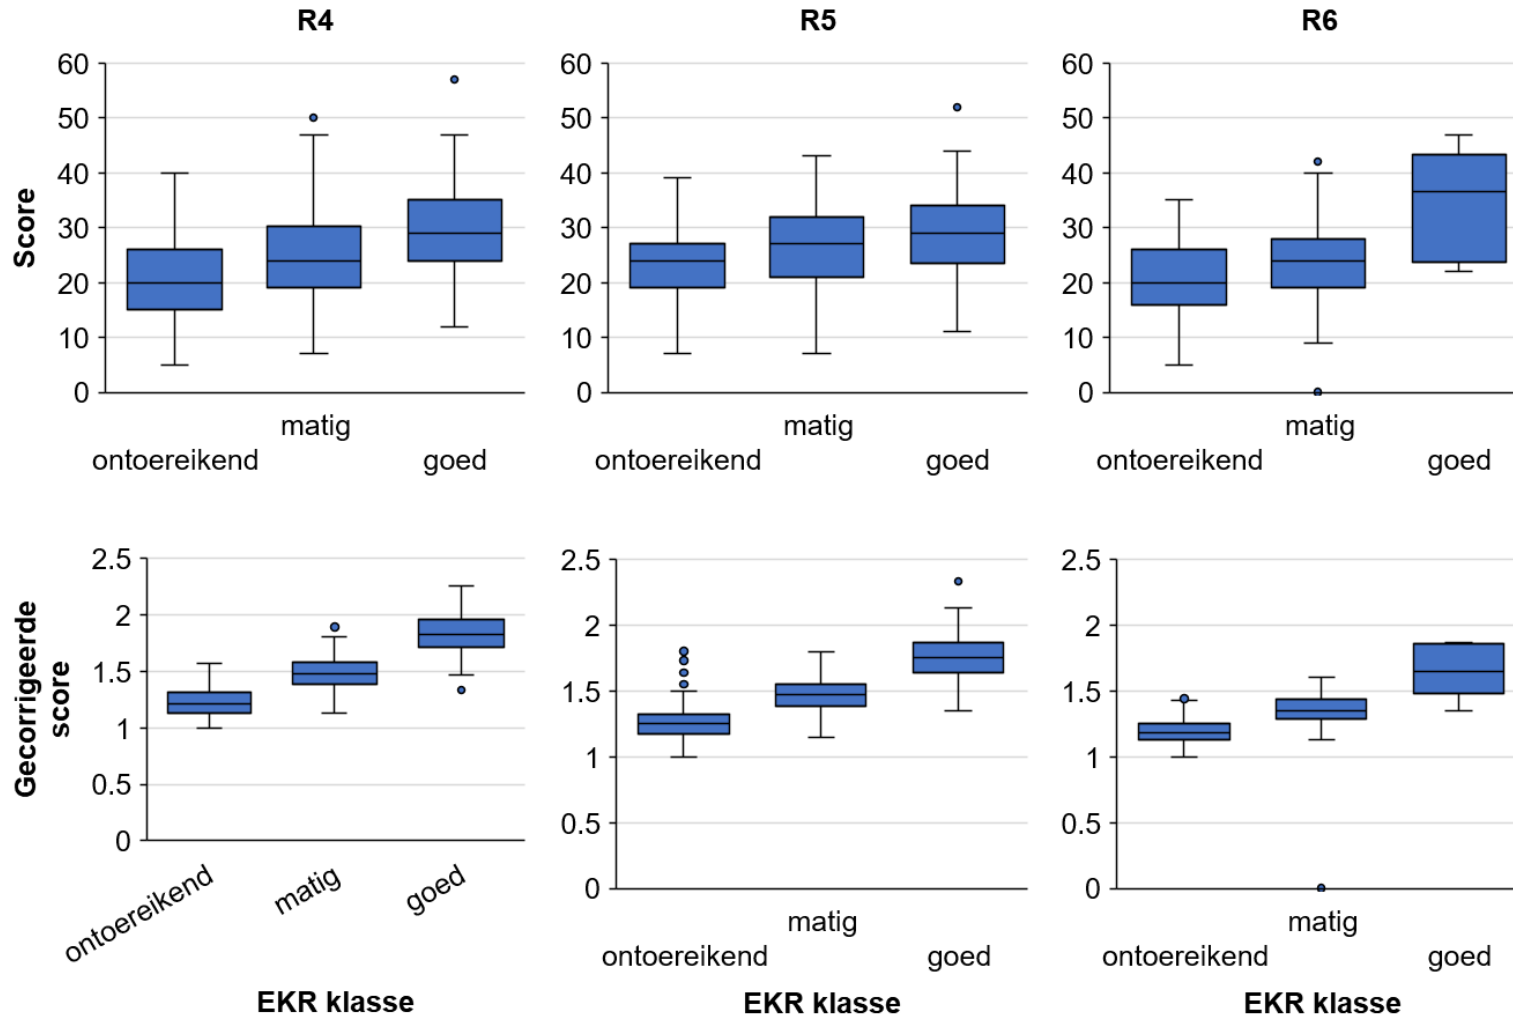 R4
R5
R6
Score
60
50
40
30
20
10
0
ontoereikend
matig
goed
60
50
40
30
20
10
0
ontoereikend
matig
goed
60
50
40
30
20
10
0
ontoereikend
matig
goed
Gecorrigeerde
score
2.5
2
1.5
1
0.5
0
ontoereikend
matig
goed
EKR klasse
2.5
2
1.5
1
0.5
0
ontoereikend
matig
goed
EKR klasse
2.5
2
1.5
1
0.5
0
ontoereikend
matig
goed
EKR klasse